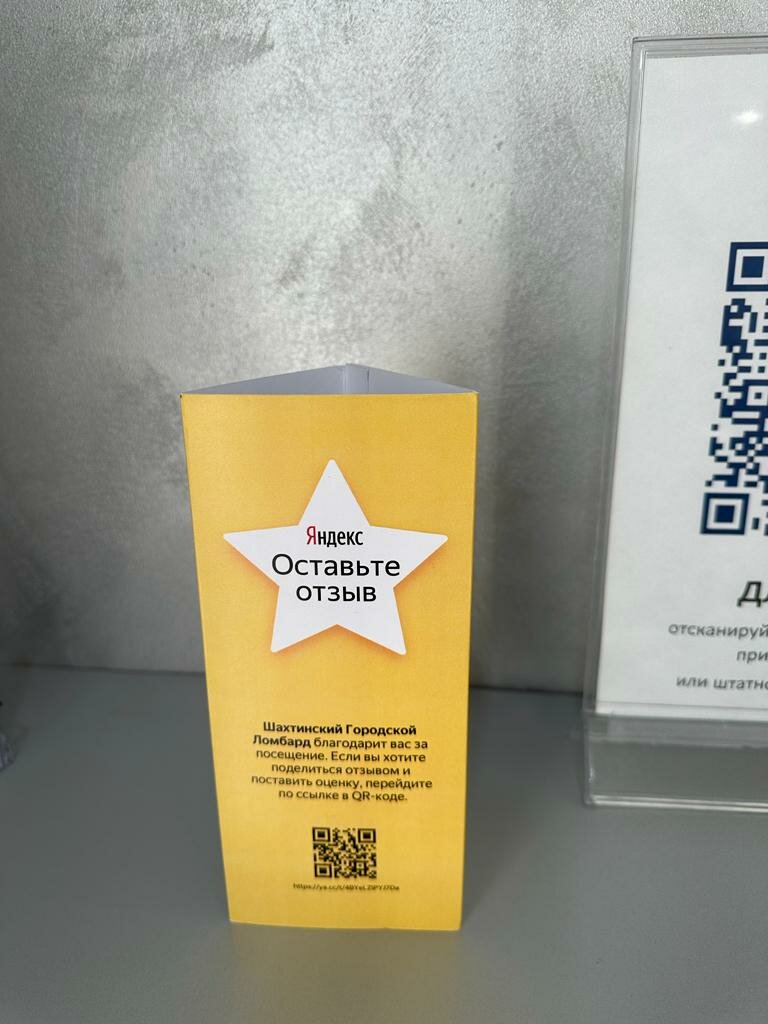 Яндекс
Оставьте
отзыв
Шахтинский Городской
Ломбард благодарит вас за
посещение. Если вы хотите
поделиться отзывом и
поставить оценку, перейдите
по ссылке в QR-коде.
отсканируй
при
или штатно